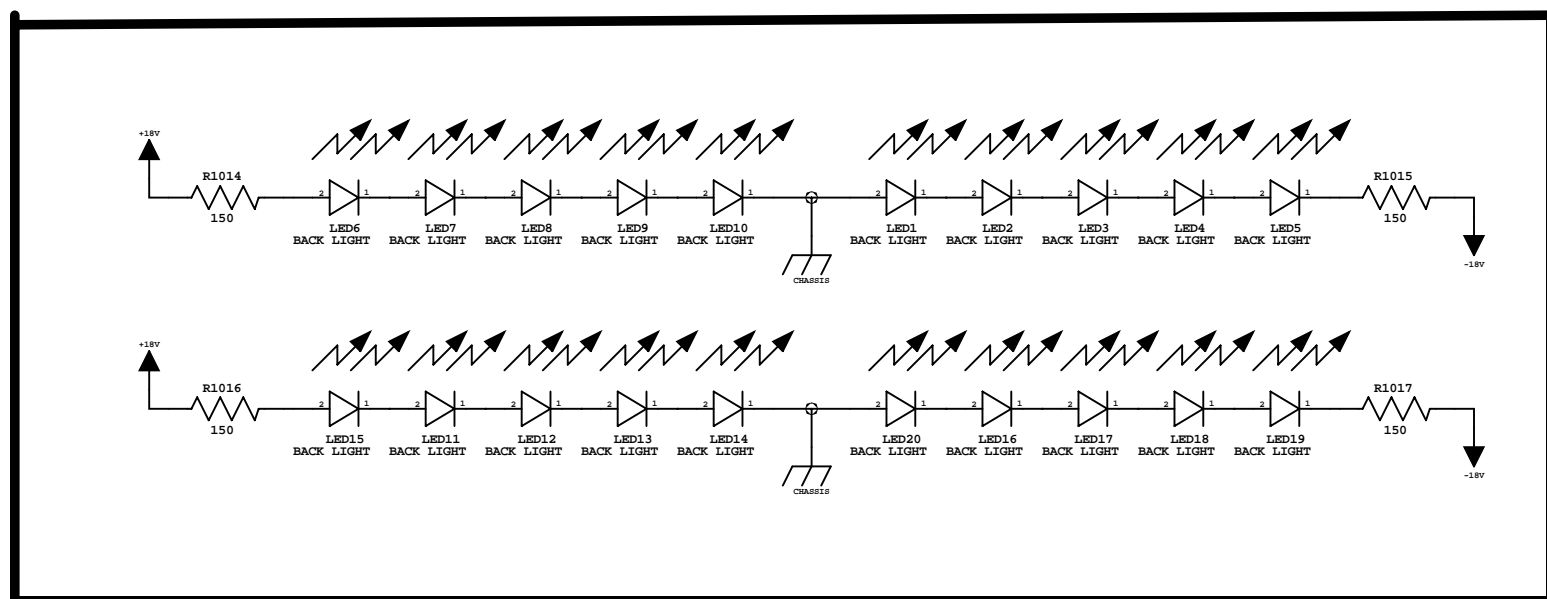 +18V
R1014
150
2 1 2 1 2 1 2 1 2 1 2 1 2 1 2 1 2 1 2 1
LED6 LED7 LED8 LED9 LED10 LED1 LED2 LED3 LED4 LED5
BACK LIGHT BACK LIGHT BACK LIGHT BACK LIGHT BACK LIGHT BACK LIGHT BACK LIGHT BACK LIGHT BACK LIGHT BACK LIGHT
R1015
150
CHASSIS
-18V
+18V
R1016
150
2 1 2 1 2 1 2 1 2 1 2 1 2 1 2 1 2 1 2 1
LED15 LED11 LED12 LED13 LED14 LED20 LED16 LED17 LED18 LED19
BACK LIGHT BACK LIGHT BACK LIGHT BACK LIGHT BACK LIGHT BACK LIGHT BACK LIGHT BACK LIGHT BACK LIGHT BACK LIGHT
R1017
150
CHASSIS
-18V